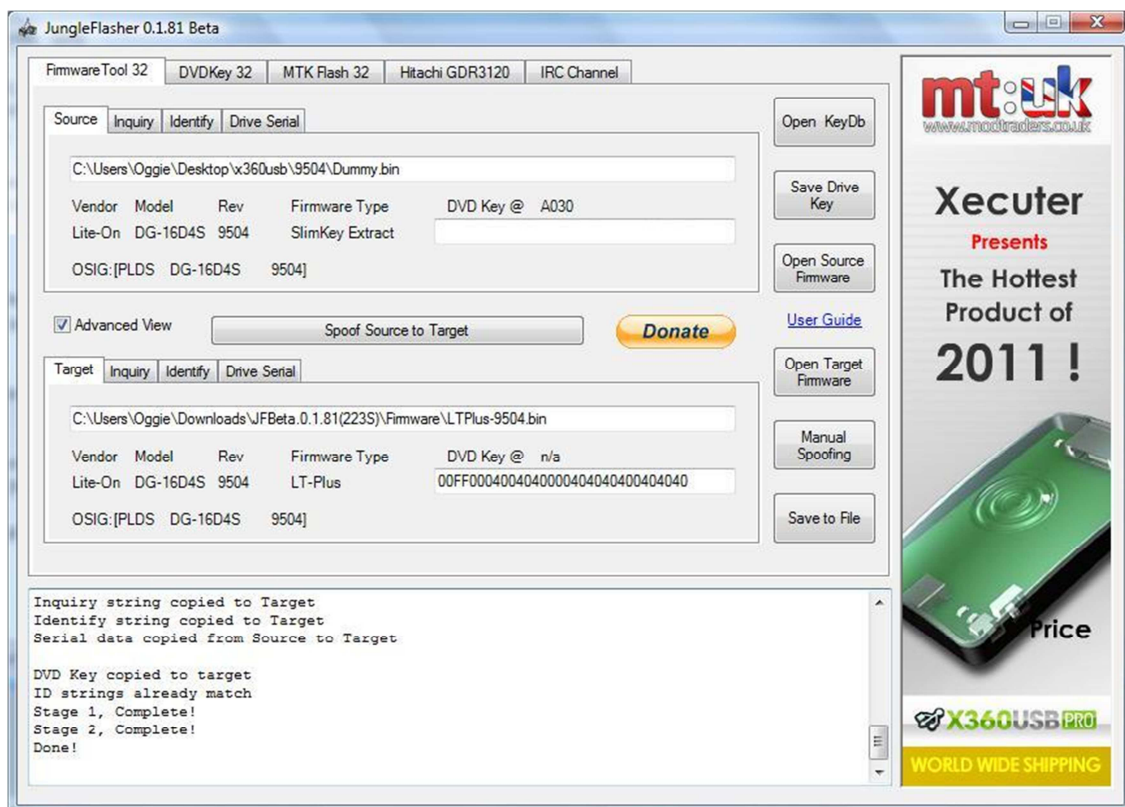 JungleFlasher 0.1.81 Beta
FirmwareTool 32 DVDKey 32 MTK Flash 32 Hitachi GDR3120 IRC Channel
Source Inquiry Identify Drive Serial
C:\Users\Oggie\Desktop\x360usb\9504\Dummy.bin
Vendor Model Rev Firmware Type DVD Key @ A030
Lite-On DG-16D4S 9504 SlimKey Extract
OSIG:[PLDS DG-16D4S 9504]
Advanced View
Spoof Source to Target
Donate
Target Inquiry Identify Drive Serial
C:\Users\Oggie\Downloads\JFBeta.0.1.81(223S)\Firmware\LTPlus-9504.bin
Vendor Model Rev Firmware Type DVD Key @ n/a
Lite-On DG-16D4S 9504 LT-Plus
OSIG:[PLDS DG-16D4S 9504]
Open KeyDb
Save Drive
Key
Open Source
Firmware
User Guide
Open Target
Firmware
Manual
Spoofing
Save to File
Inquiry string copied to Target
Identify string copied to Target
Serial data copied from Source to Target
DVD Key copied to target
ID strings already match
Stage 1, Complete!
Stage 2, Complete!
Done!
mt:uk
www.modtraders.co.uk
Xecuter
Presents
The Hottest
Product of
2011 !
Price
X360USB PRO
WORLD WIDE SHIPPING